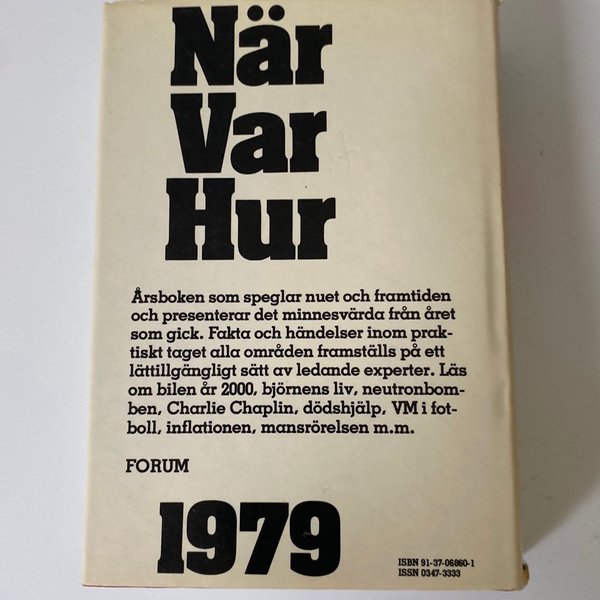 När
Var
Hur
Årsboken som speglar nuet och framtiden
och presenterar det minnesvärda från året
som gick. Fakta och händelser inom prak-
tiskt taget alla områden framställs på ett
lättillgängligt sätt av ledande experter. Läs
om bilen år 2000, björnens liv, neutronbom-
ben, Charlie Chaplin, dödshjälp, VM i fot-
boll, inflationen, mansrörelsen m.m.
FORUM
1979
ISBN 91-37-06860-1
ISSN 0347-3333